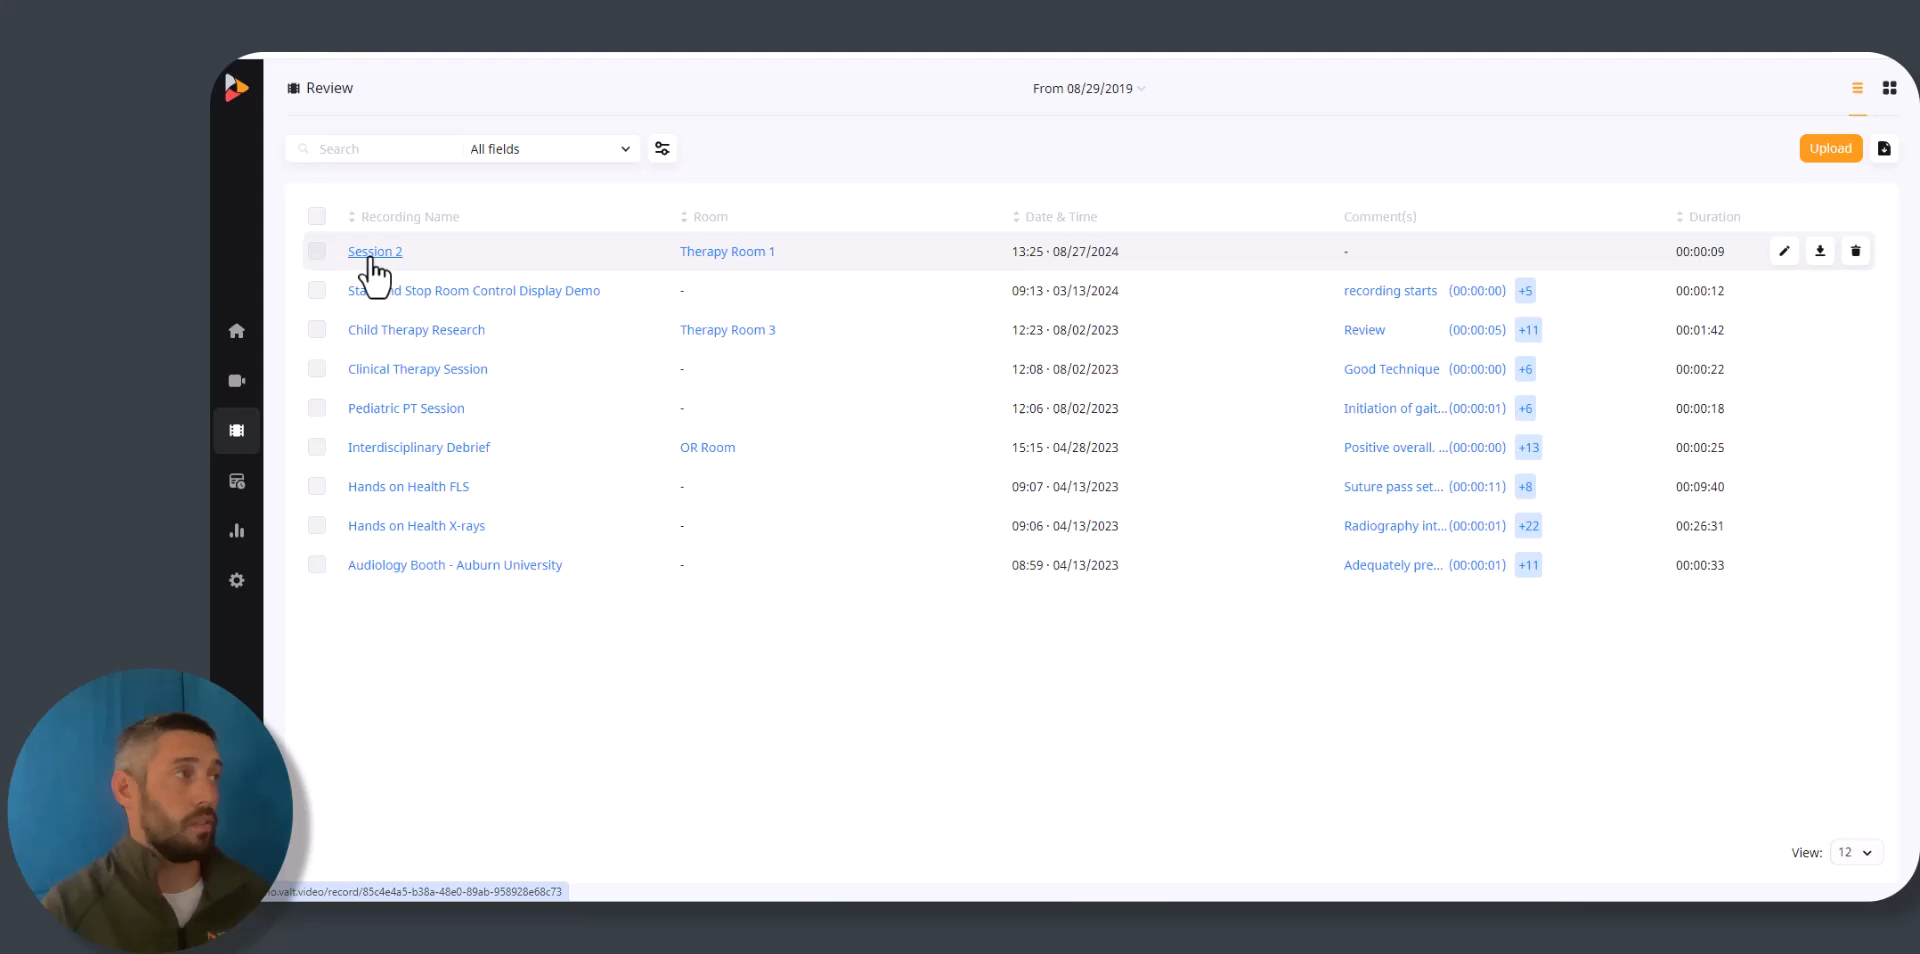 Review
From 08/29/2019
Search
All fields
Upload
Recording Name Room Date & Time Comment(s) Duration
Session 2 Therapy Room 1 13:25 · 08/27/2024 - 00:00:09
Sta nd Stop Room Control Display Demo - 09:13 · 03/13/2024 recording starts (00:00:00) +5 00:00:12
Child Therapy Research Therapy Room 3 12:23 · 08/02/2023 Review (00:00:05) +11 00:01:42
Clinical Therapy Session - 12:08 · 08/02/2023 Good Technique (00:00:00) +6 00:00:22
Pediatric PT Session - 12:06 · 08/02/2023 Initiation of gait... (00:00:01) +6 00:00:18
Interdisciplinary Debrief OR Room 15:15 · 04/28/2023 Positive overall. ... (00:00:00) +13 00:00:25
Hands on Health FLS - 09:07 · 04/13/2023 Suture pass set... (00:00:11) +8 00:09:40
Hands on Health X-rays - 09:06 · 04/13/2023 Radiography int... (00:00:01) +22 00:26:31
Audiology Booth - Auburn University - 08:59 · 04/13/2023 Adequately pre... (00:00:01) +11 00:00:33
View: 12
no.valt.video/record/85c4e4a5-b38a-48e0-89ab-958928e68c73